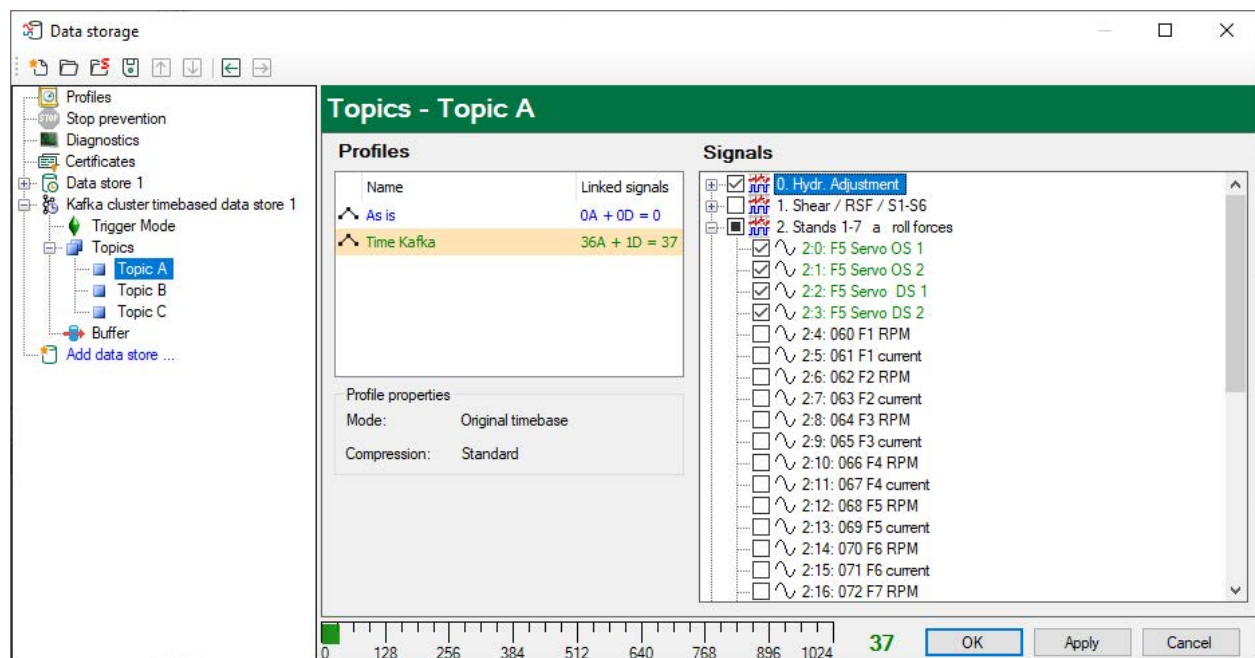 Data storage
Profiles
STOP Stop prevention
Diagnostics
Certificates
Data store 1
Kafka cluster timebased data store 1
Trigger Mode
Topics
Topic A
Topic B
Topic C
Buffer
Add data store ...
Topics - Topic A
Profiles
Name Linked signals
As is 0A + 0D = 0
Time Kafka 36A + 1D = 37
Profile properties
Mode: Original timebase
Compression: Standard
Signals
0. Hydr. Adjustment
1. Shear / RSF / S1-S6
2. Stands 1-7 a roll forces
2:0: F5 Servo OS 1
2:1: F5 Servo OS 2
2:2: F5 Servo DS 1
2:3: F5 Servo DS 2
2:4: 060 F1 RPM
2:5: 061 F1 current
2:6: 062 F2 RPM
2:7: 063 F2 current
2:8: 064 F3 RPM
2:9: 065 F3 current
2:10: 066 F4 RPM
2:11: 067 F4 current
2:12: 068 F5 RPM
2:13: 069 F5 current
2:14: 070 F6 RPM
2:15: 071 F6 current
2:16: 072 F7 RPM
0 128 256 384 512 640 768 896 1024
37
OK Apply Cancel